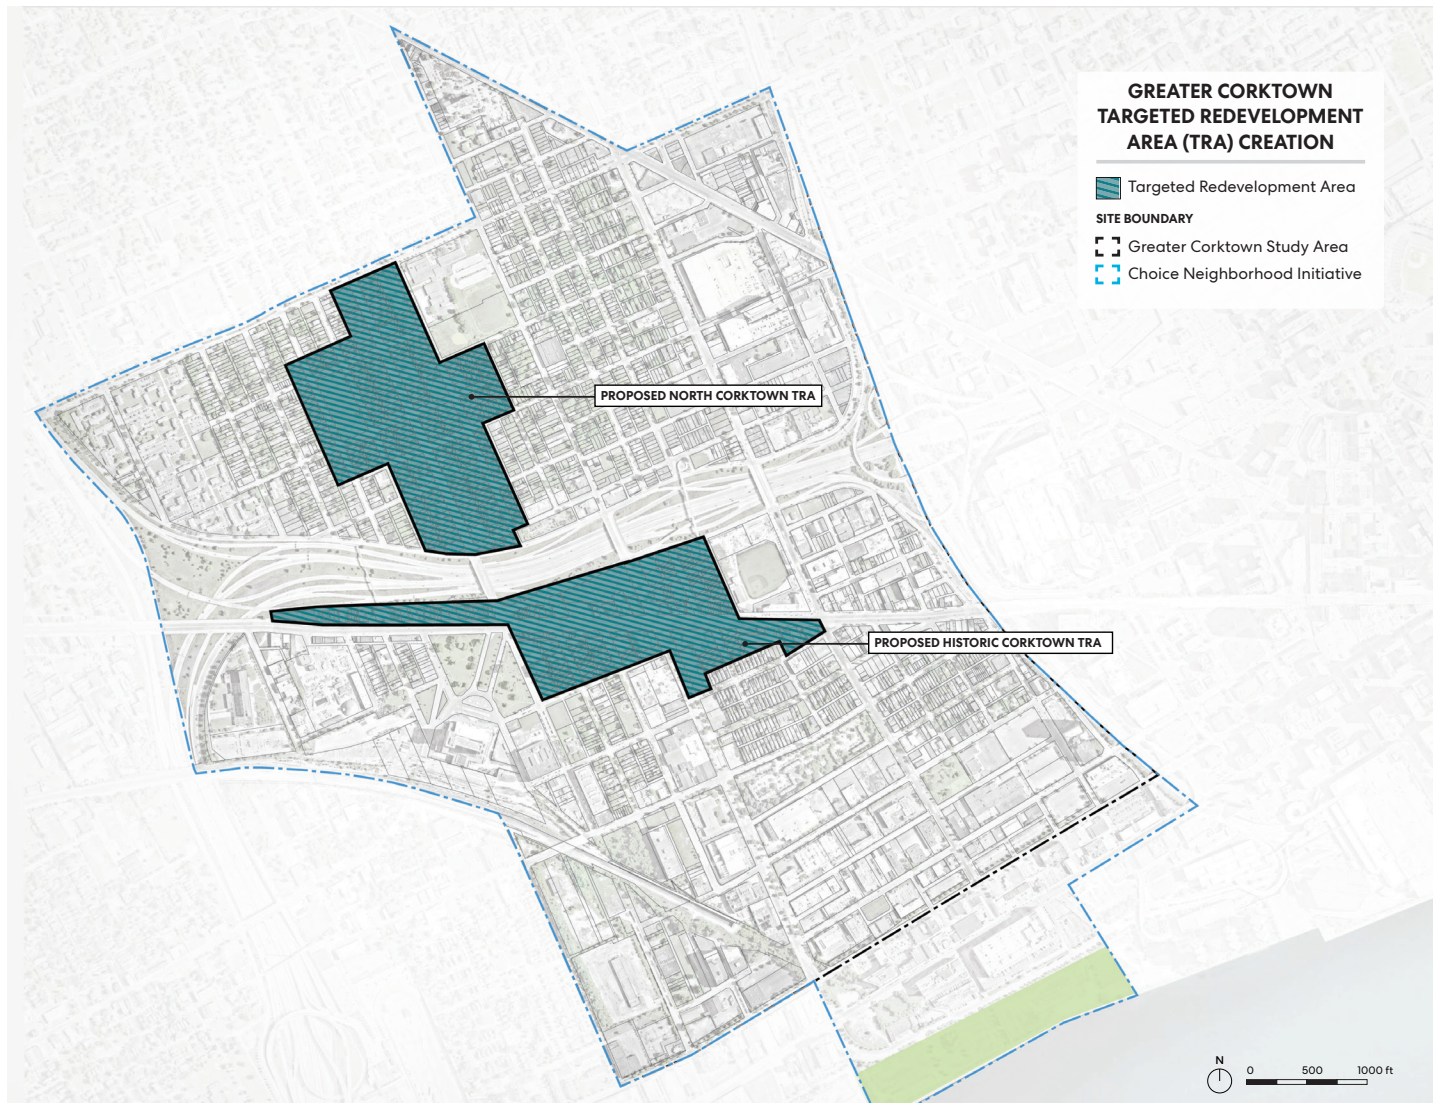 GREATER CORKTOWN
TARGETED REDEVELOPMENT
AREA (TRA) CREATION
Targeted Redevelopment Area
SITE BOUNDARY
Greater Corktown Study Area
Choice Neighborhood Initiative
PROPOSED NORTH CORKTOWN TRA
PROPOSED HISTORIC CORKTOWN TRA
N
0 500 1000 ft